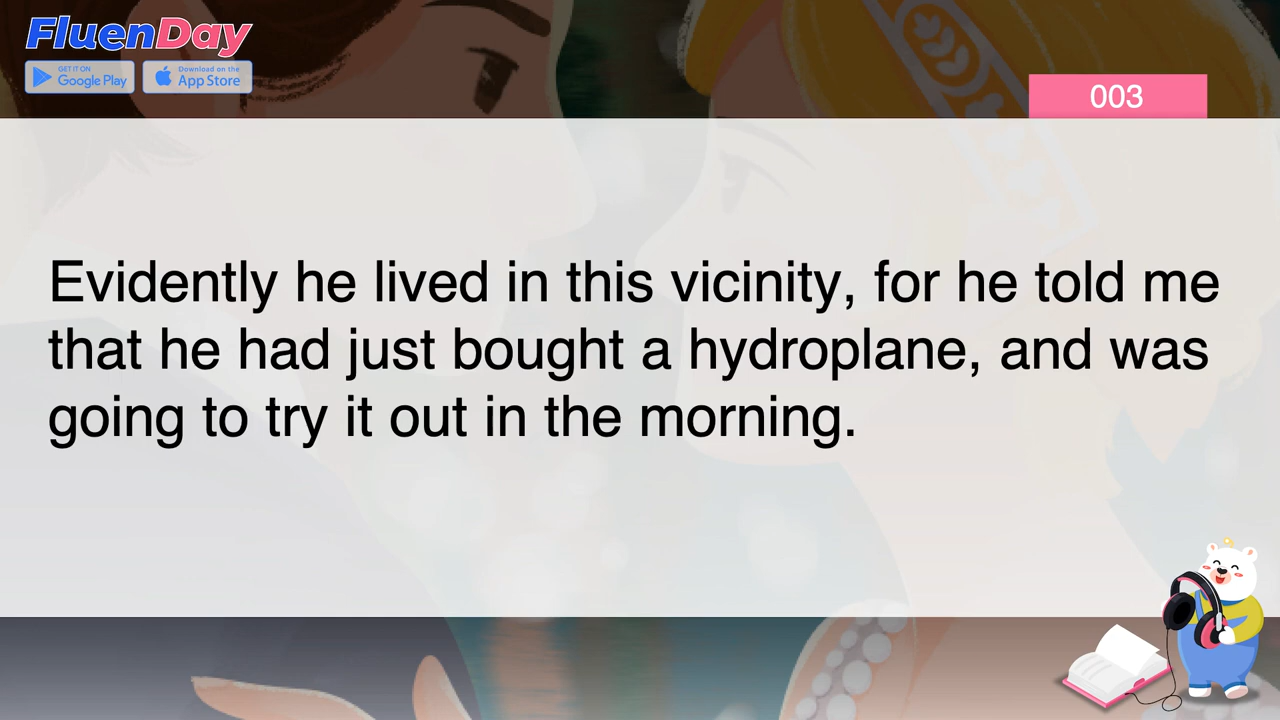 FluenDay
GET IT ON
Google Play
Download on the
App Store
003
Evidently he lived in this vicinity, for he told me
that he had just bought a hydroplane, and was
going to try it out in the morning.